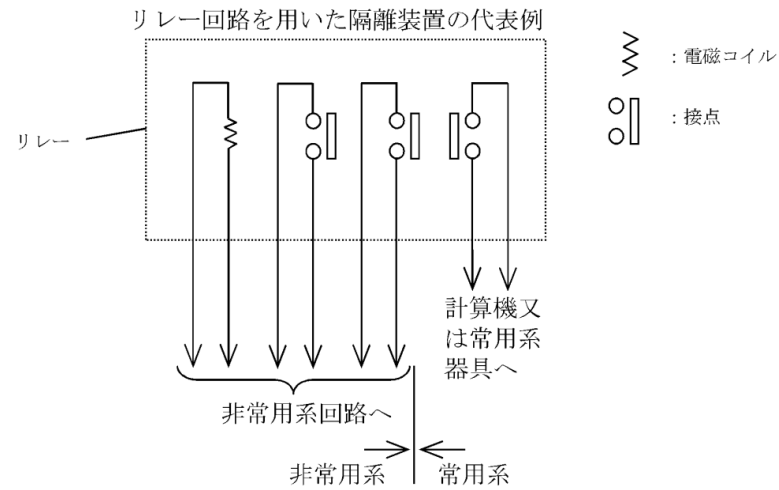 リレー回路を用いた隔離装置の代表例
：電磁コイル
：接点
リレー
計算機又
は常用系
器具へ
非常用系回路へ
非常用系
常用系